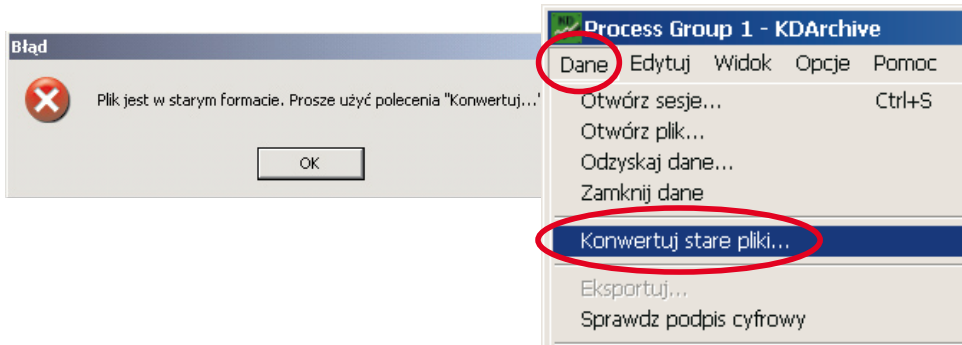 Błąd
Plik jest w starym formacie. Prosze użyć polecenia "Konwertuj..."
OK
KD
Process Group 1 - KDArchive
Dane Edytuj Widok Opcje Pomoc
Otwórz sesje... Ctrl+S
Otwórz plik...
Odzyskaj dane...
Zamknij dane
Konwertuj stare pliki...
Eksportuj...
Sprawdz podpis cyfrowy